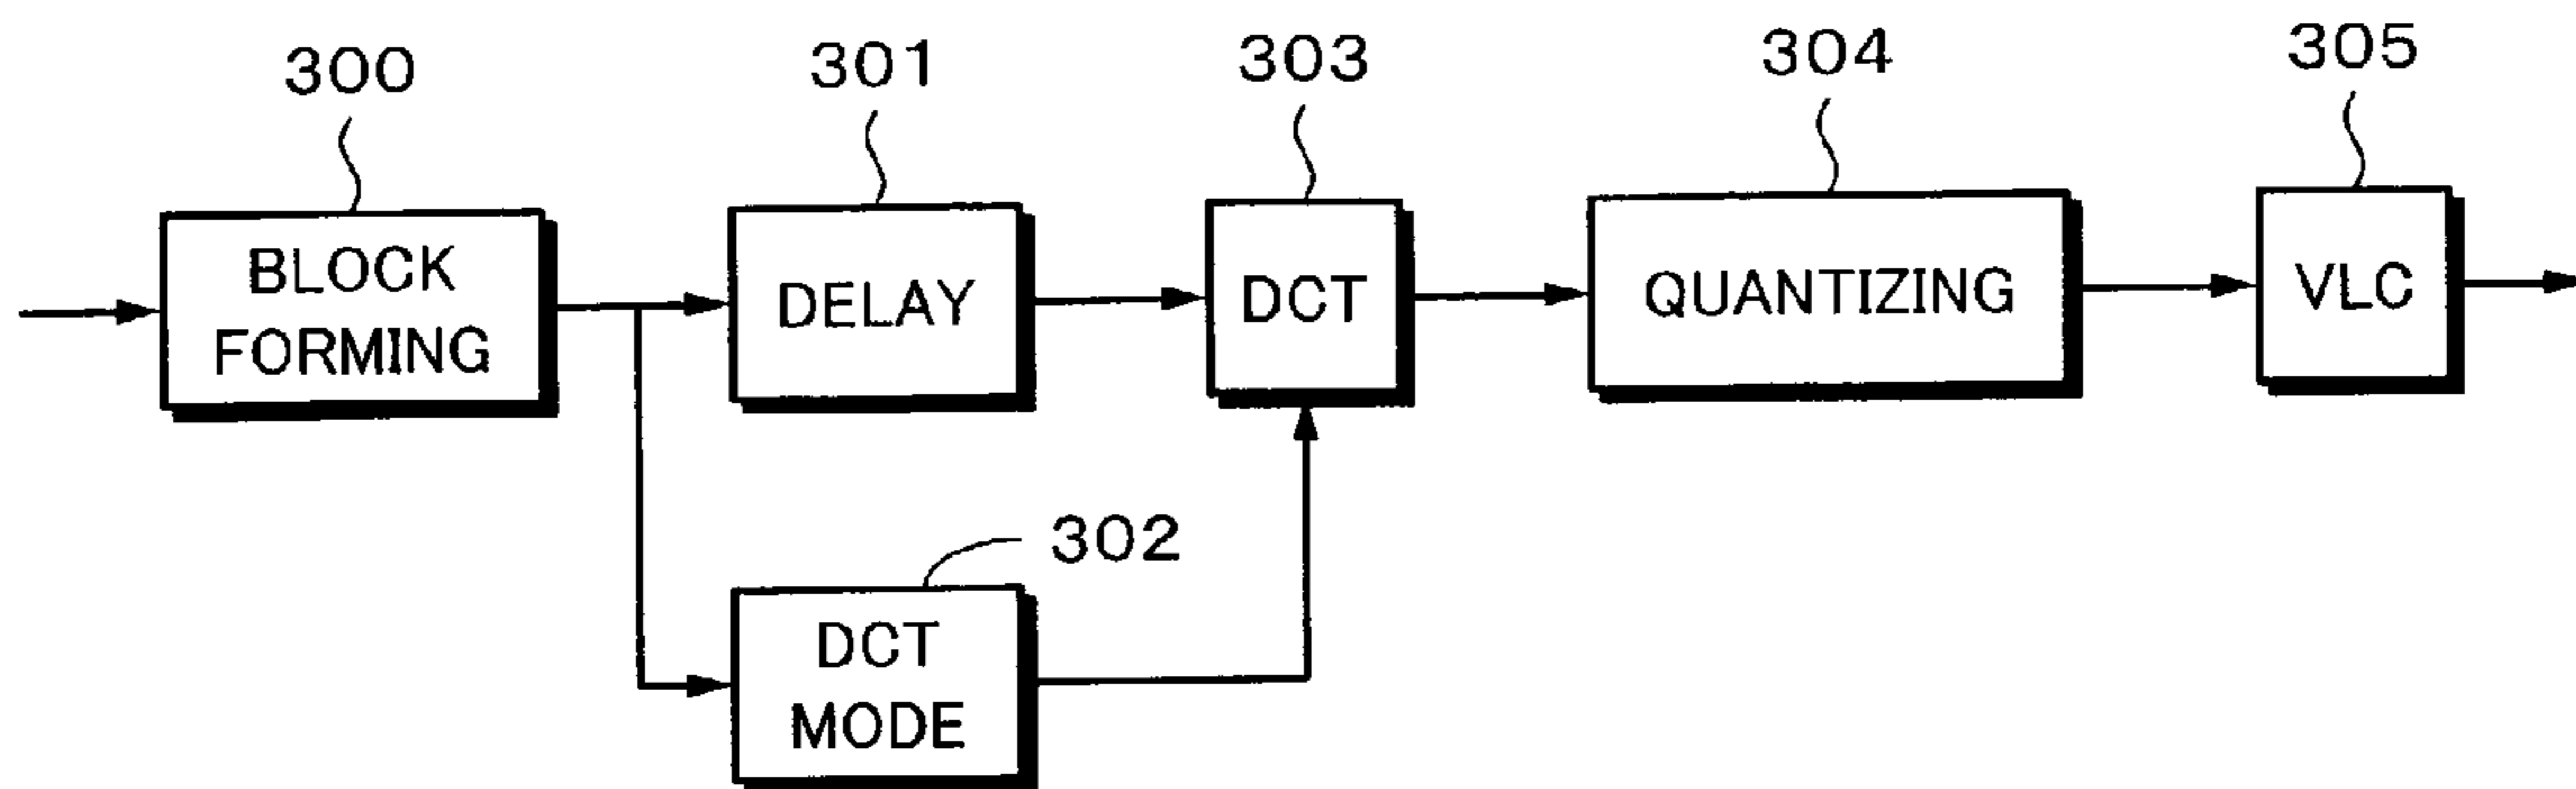 300
301
303
304
305
BLOCK
FORMING
DELAY
DCT
QUANTIZING
VLC
302
DCT
MODE